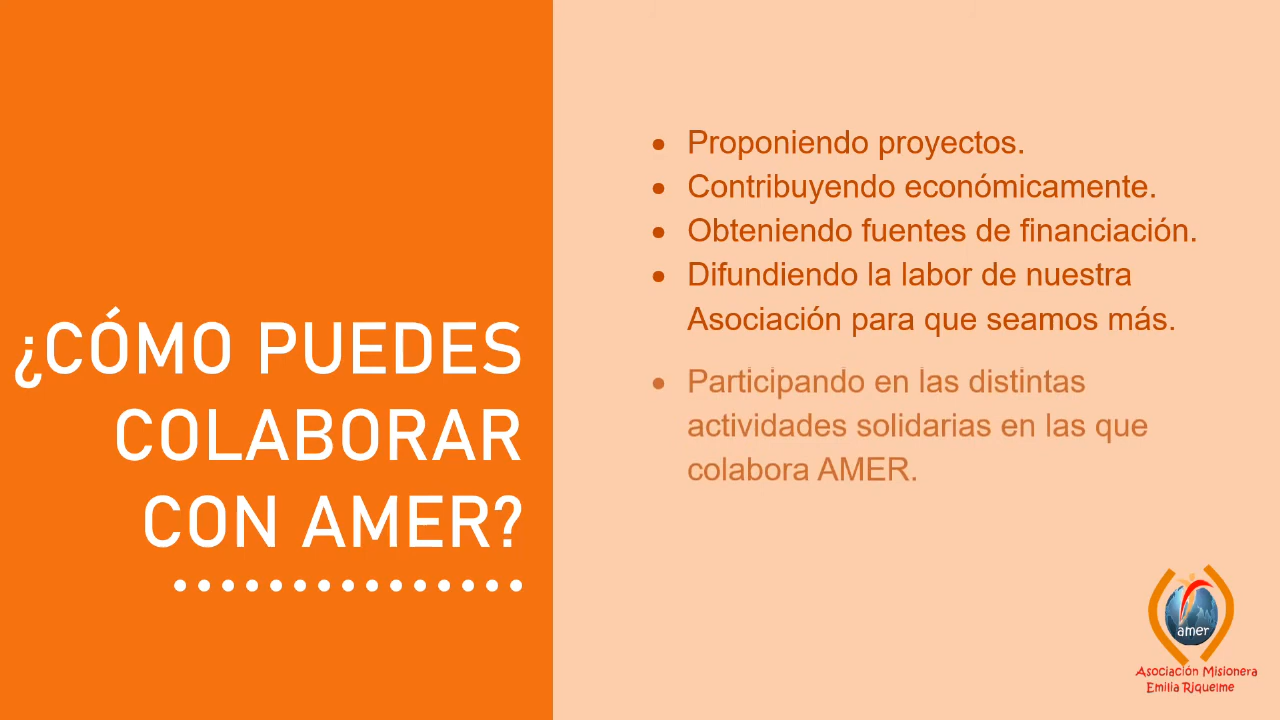 ¿CÓMO PUEDES
COLABORAR
CON AMER?
• Proponiendo proyectos.
• Contribuyendo económicamente.
• Obteniendo fuentes de financiación.
• Difundiendo la labor de nuestra
Asociación para que seamos más.
• Participando en las distintas
actividades solidarias en las que
colabora AMER.
amer
Asociación Misionera
Emilia Riquelme